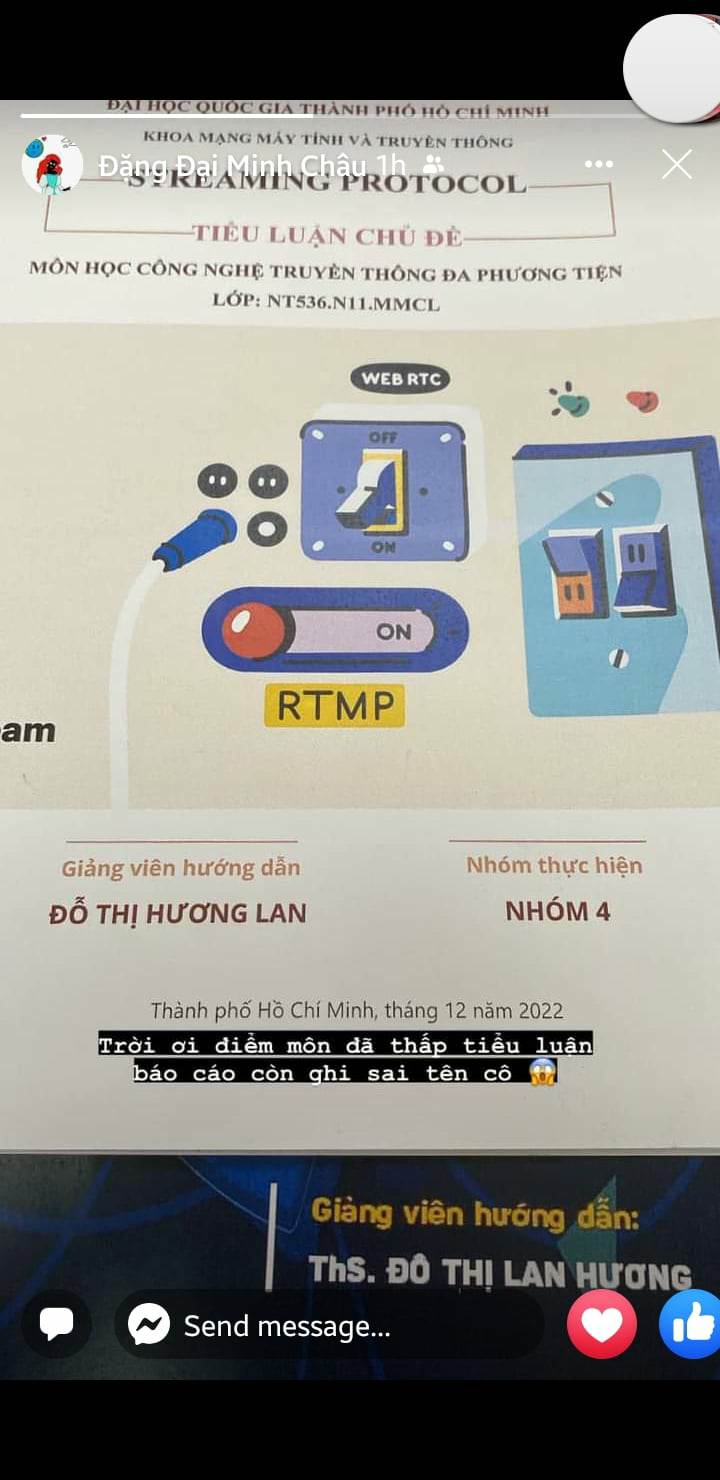 ĐẠI HỌC QUỐC GIA THÀNH PHỐ HỒ CHÍ MINH
KHOA MẠNG MÁY TÍNH VÀ TRUYỀN THÔNG
Đặng Đại Minh Châu 1h
STREAMING PROTOCOL
TIỂU LUẬN CHỦ ĐỀ
MÔN HỌC CÔNG NGHỆ TRUYỀN THÔNG ĐA PHƯƠNG TIỆN
LỚP: NT536.N11.MMCL
WEB RTC
OFF
ON
ON
RTMP
eam
Giảng viên hướng dẫn
ĐỖ THỊ HƯƠNG LAN
Nhóm thực hiện
NHÓM 4
Thành phố Hồ Chí Minh, tháng 12 năm 2022
Trời ơi điểm môn đã thấp tiểu luận
báo cáo còn ghi sai tên cô 😱
Giảng viên hướng dẫn:
ThS. ĐỖ THỊ LAN HƯƠNG
Send message...